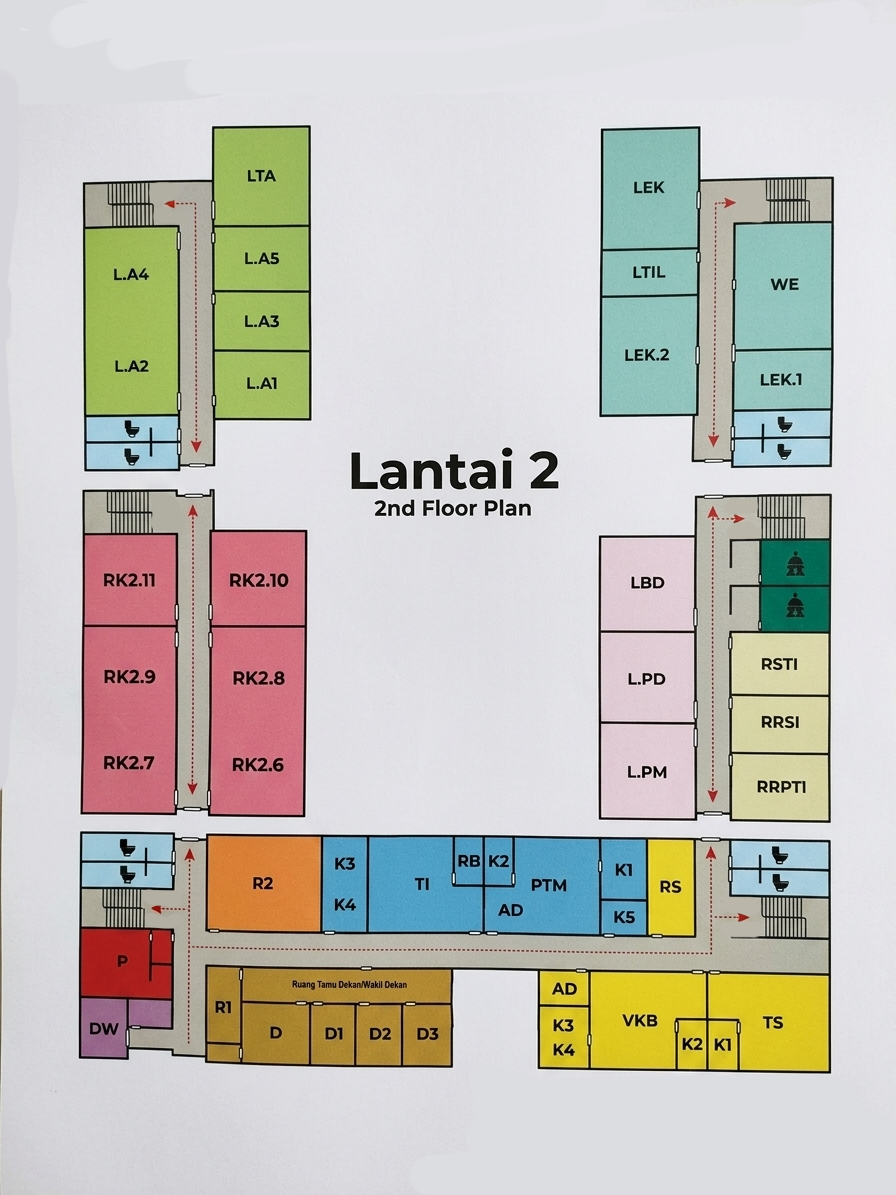 LTA
L.A4
L.A5
L.A3
L.A2
L.A1
LEK
LTIL
WE
LEK.2
LEK.1
Lantai 2
2nd Floor Plan
RK2.11
RK2.10
RK2.9
RK2.8
RK2.7
RK2.6
LBD
L.PD
RSTI
RRSI
L.PM
RRPTI
R2
K3
K4
TI
RB
K2
PTM
AD
K1
K5
RS
P
DW
R1
Ruang Tamu Dekan/Wakil Dekan
D
D1
D2
D3
AD
K3
K4
VKB
K2
K1
TS